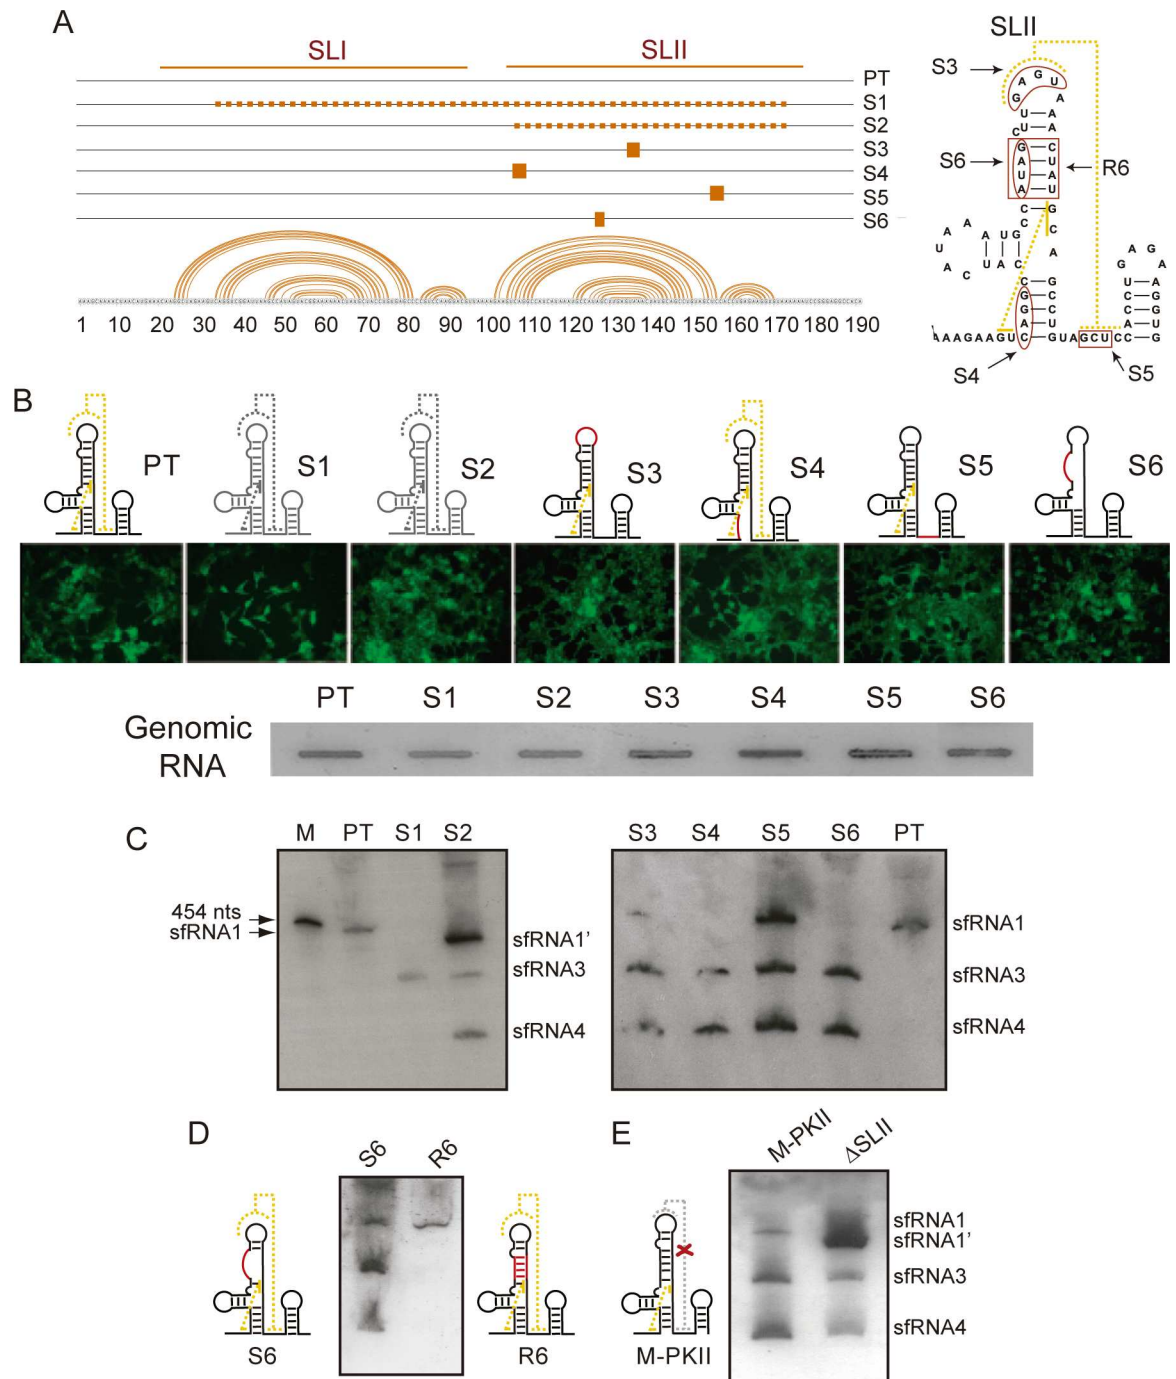 A
SLI
SLII
PT
S1
S2
S3
S4
S5
S6
1 10 20 30 40 50 60 70 80 90 100 110 120 130 140 150 160 170 180 190
SLII
S3
S6
R6
S4
S5
B
PT
S1
S2
S3
S4
S5
S6
PT S1 S2 S3 S4 S5 S6
Genomic
RNA
C
M PT S1 S2
454 nts
sfRNA1
sfRNA1'
sfRNA3
sfRNA4
S3 S4 S5 S6 PT
sfRNA1
sfRNA3
sfRNA4
D
S6 R6
S6
R6
E
M-PKII ΔSLII
M-PKII
sfRNA1
sfRNA1'
sfRNA3
sfRNA4